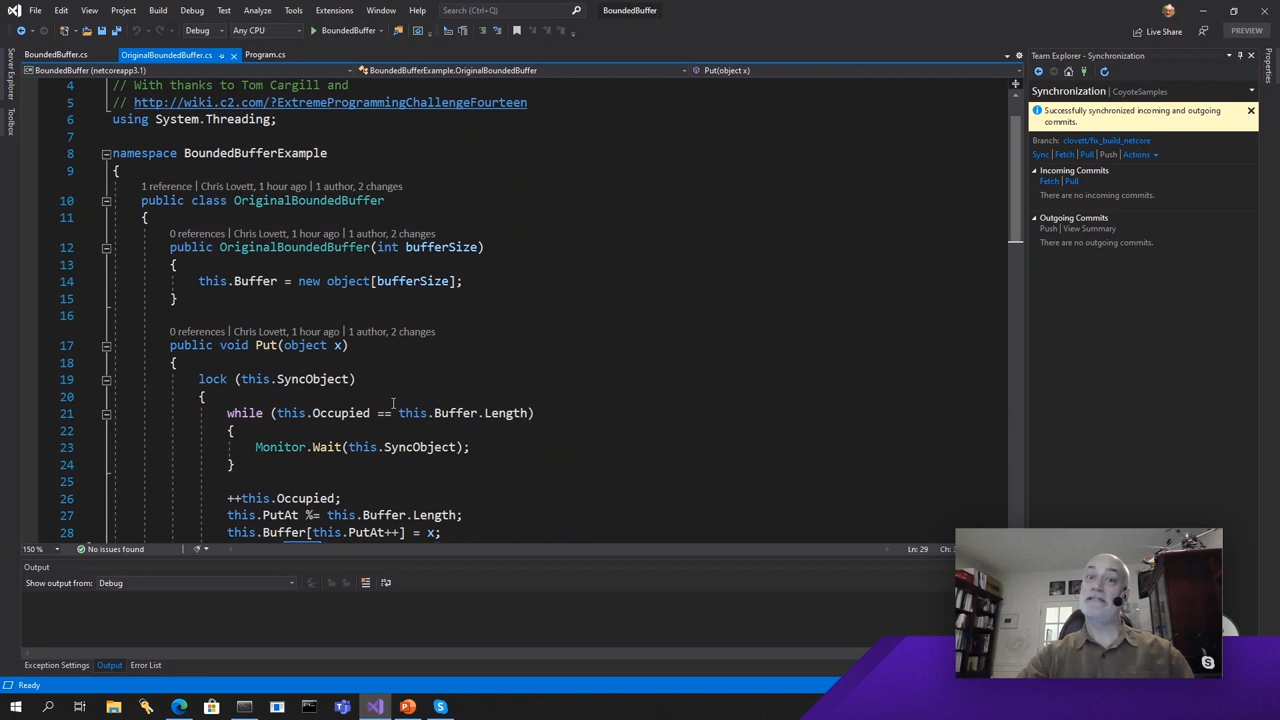 File Edit View Git Project Build Debug Test Analyze Tools Extensions Window Help Search (Ctrl+Q) BoundedBuffer
Debug Any CPU BoundedBuffer Live Share PREVIEW
Server Explorer
Toolbox
BoundedBuffer.cs OriginalBoundedBuffer.cs Program.cs
BoundedBuffer (netcoreapp3.1) BoundedBufferExample.OriginalBoundedBuffer Put(object x)
4 // With thanks to Tom Cargill and
5 // http://wiki.c2.com/?ExtremeProgrammingChallengeFourteen
6 using System.Threading;
7
8 namespace BoundedBufferExample
9 {
1 reference | Chris Lovett, 1 hour ago | 1 author, 2 changes
10 public class OriginalBoundedBuffer
11 {
0 references | Chris Lovett, 1 hour ago | 1 author, 2 changes
12 public OriginalBoundedBuffer(int bufferSize)
13 {
14 this.Buffer = new object[bufferSize];
15 }
16
0 references | Chris Lovett, 1 hour ago | 1 author, 2 changes
17 public void Put(object x)
18 {
19 lock (this.SyncObject)
20 {
21 while (this.Occupied == this.Buffer.Length)
22 {
23 Monitor.Wait(this.SyncObject);
24 }
25
26 ++this.Occupied;
27 this.PutAt %= this.Buffer.Length;
28 this.Buffer[this.PutAt++] = x;
150 % No issues found Ln: 29 Ch: 3
Output
Show output from: Debug
Exception Settings Output Error List
Ready
Team Explorer - Synchronization
Synchronization | CoyoteSamples
Successfully synchronized incoming and outgoing
commits.
Branch: clovett/fix_build_netcore
Sync | Fetch | Pull | Push | Actions
Incoming Commits
Fetch | Pull
There are no incoming commits.
Outgoing Commits
Push | View Summary
There are no outgoing commits.
Properties